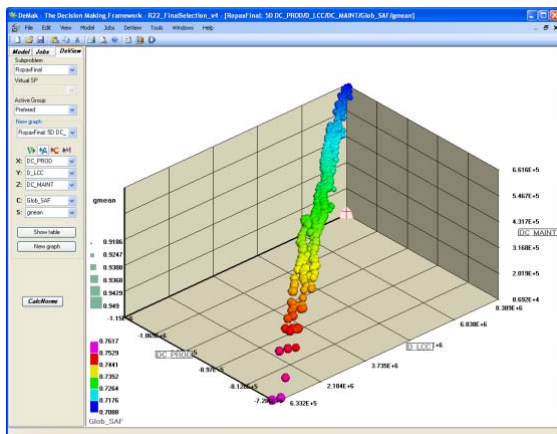 DeMak - The Decision Making Framework - R22_FinalSelection_v4 - [RopaxFinal: 5D DC_PROD/D_LCC/DC_MAINT/Glob_SAF/gmean]
File Edit View Model Jobs DeView Tools Windows Help
Model Jobs DeView
Subproblem
RopaxFinal
Virtual SP
Active Group
Preferred
New graph
RopaxFinal: 5D DC_
X: DC_PROD
Y: D_LCC
Z: DC_MAINT
C: Glob_SAF
S: gmean
Show table
New graph
CalcNorms
gmean
0.9186
0.9247
0.9308
0.9368
0.9429
0.949
0.7617
0.7529
0.7441
0.7352
0.7264
0.7176
0.7088
Glob_SAF
DC_PROD
6.332E+5
2.184E+6
3.735E+6
D_LCC
6.838E+6
8.389E+6
6.616E+5
5.467E+5
4.317E+5
DC_MAINT
3.168E+5
2.019E+5
8.692E+4